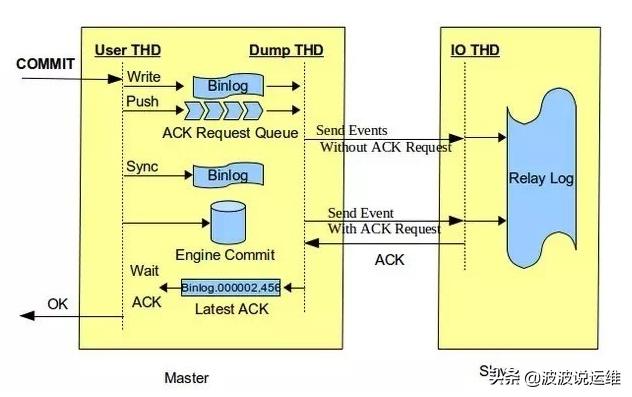 User THD
Dump THD
IO THD
COMMIT
Write
Binlog
Push
ACK Request Queue
Send Events
Without ACK Request
Relay Log
Sync
Binlog
Send Event
With ACK Request
Engine Commit
ACK
Wait
ACK
Binlog.000002,456
Latest ACK
OK
Master
头条 @波波说运维